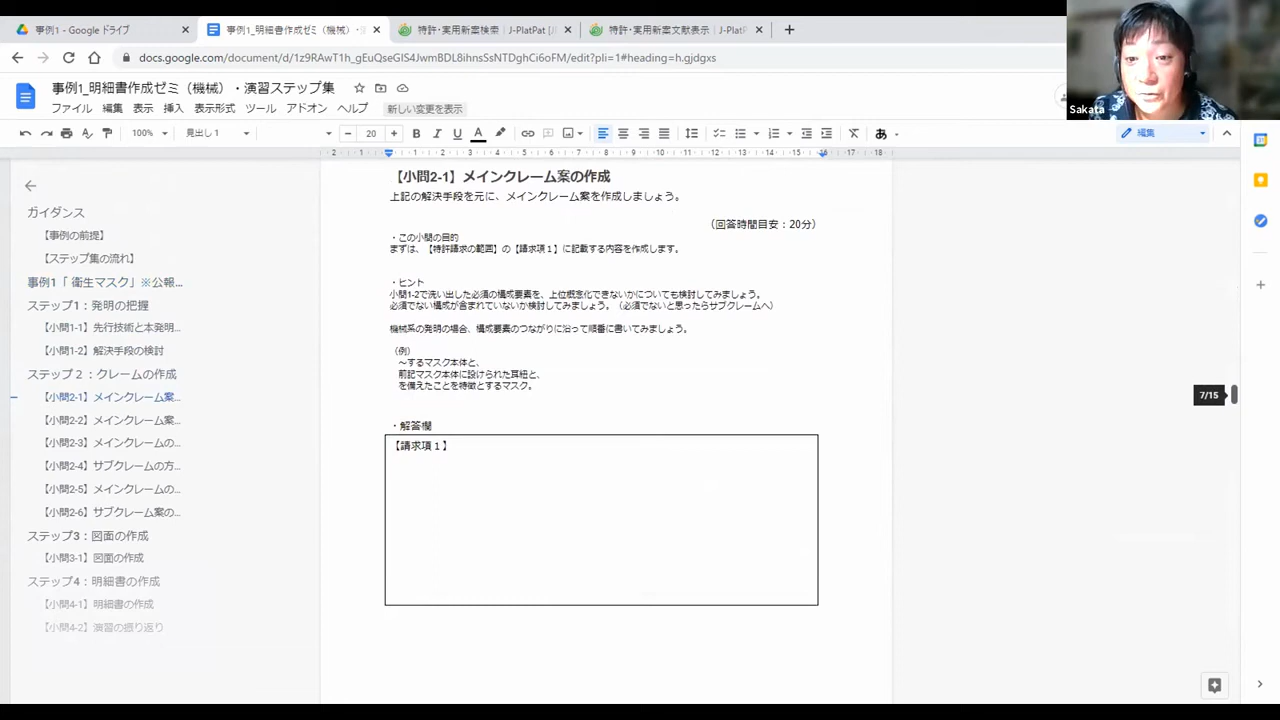 事例1 - Google ドライブ
事例1_明細書作成ゼミ（機械）・
特許・実用新案検索 | J-PlatPat [J
特許・実用新案文献表示 | J-PlatP
docs.google.com/document/d/1z9RAwT1h_gEuQseGIS4JwmBDL8ihnsSsNTDghCi6oFM/edit?pli=1#heading=h.gjdgxs
Sakata
事例1_明細書作成ゼミ（機械）・演習ステップ集
ファイル 編集 表示 挿入 表示形式 ツール アドオン ヘルプ 新しい変更を表示
100% 見出し 1 20 B I U A あ 編集
2 1 1 2 3 4 5 6 7 8 9 10 11 12 13 14 15 16 17 18
ガイダンス
【事例の前提】
【ステップ集の流れ】
事例1「 衛生マスク」※公報...
ステップ1：発明の把握
【小問1-1】先行技術と本発明...
【小問1-2】解決手段の検討
ステップ２：クレームの作成
【小問2-1】メインクレーム案...
【小問2-2】メインクレーム案...
【小問2-3】メインクレームの...
【小問2-4】サブクレームの方...
【小問2-5】メインクレームの...
【小問2-6】サブクレーム案の...
ステップ3：図面の作成
【小問3-1】図面の作成
ステップ4：明細書の作成
【小問4-1】明細書の作成
【小問4-2】演習の振り返り
【小問2-1】メインクレーム案の作成
上記の解決手段を元に、メインクレーム案を作成しましょう。
（回答時間目安：20分）
・この小問の目的
まずは、【特許請求の範囲】の【請求項１】に記載する内容を作成します。
・ヒント
小問1-2で洗い出した必須の構成要素を、上位概念化できないかについても検討してみましょう。
必須でない構成が含まれていないか検討してみましょう。（必須でないと思ったらサブクレームへ）
機械系の発明の場合、構成要素のつながりに沿って順番に書いてみましょう。
（例）
～するマスク本体と、
前記マスク本体に設けられた耳紐と、
を備えたことを特徴とするマスク。
・解答欄
【請求項１】
7/15